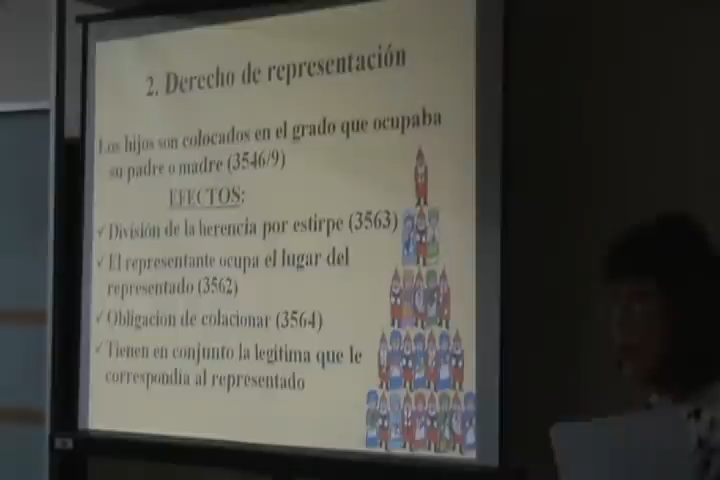 2. Derecho de representación
Los hijos son colocados en el grado que ocupaba
su padre o madre (3546/9)
EFECTOS:
✓ División de la herencia por estirpe (3563)
✓ El representante ocupa el lugar del
representado (3562)
✓ Obligacion de colacionar (3564)
✓ Tienen en conjunto la legitima que le
correspondía al representado